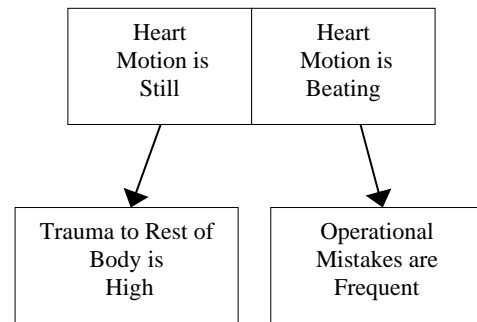 Heart
Motion is
Still
Heart
Motion is
Beating
Trauma to Rest of
Body is
High
Operational
Mistakes are
Frequent